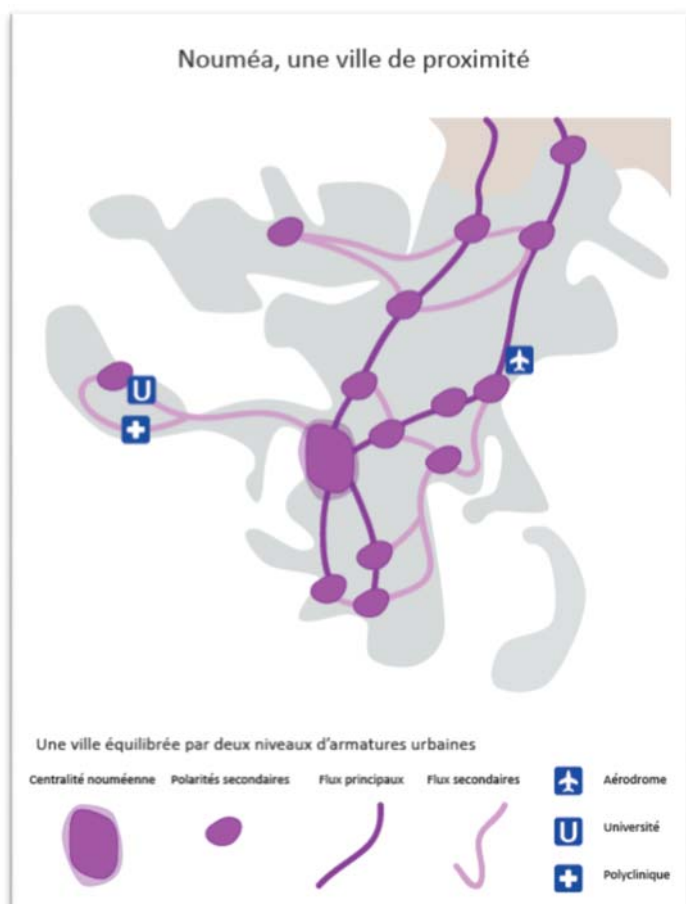 Nouméa, une ville de proximité
U
Une ville équilibrée par deux niveaux d'armatures urbaines
Centralité nouméenne
Polarités secondaires
Flux principaux
Flux secondaires
Aérodrome
U
Université
Polyclinique